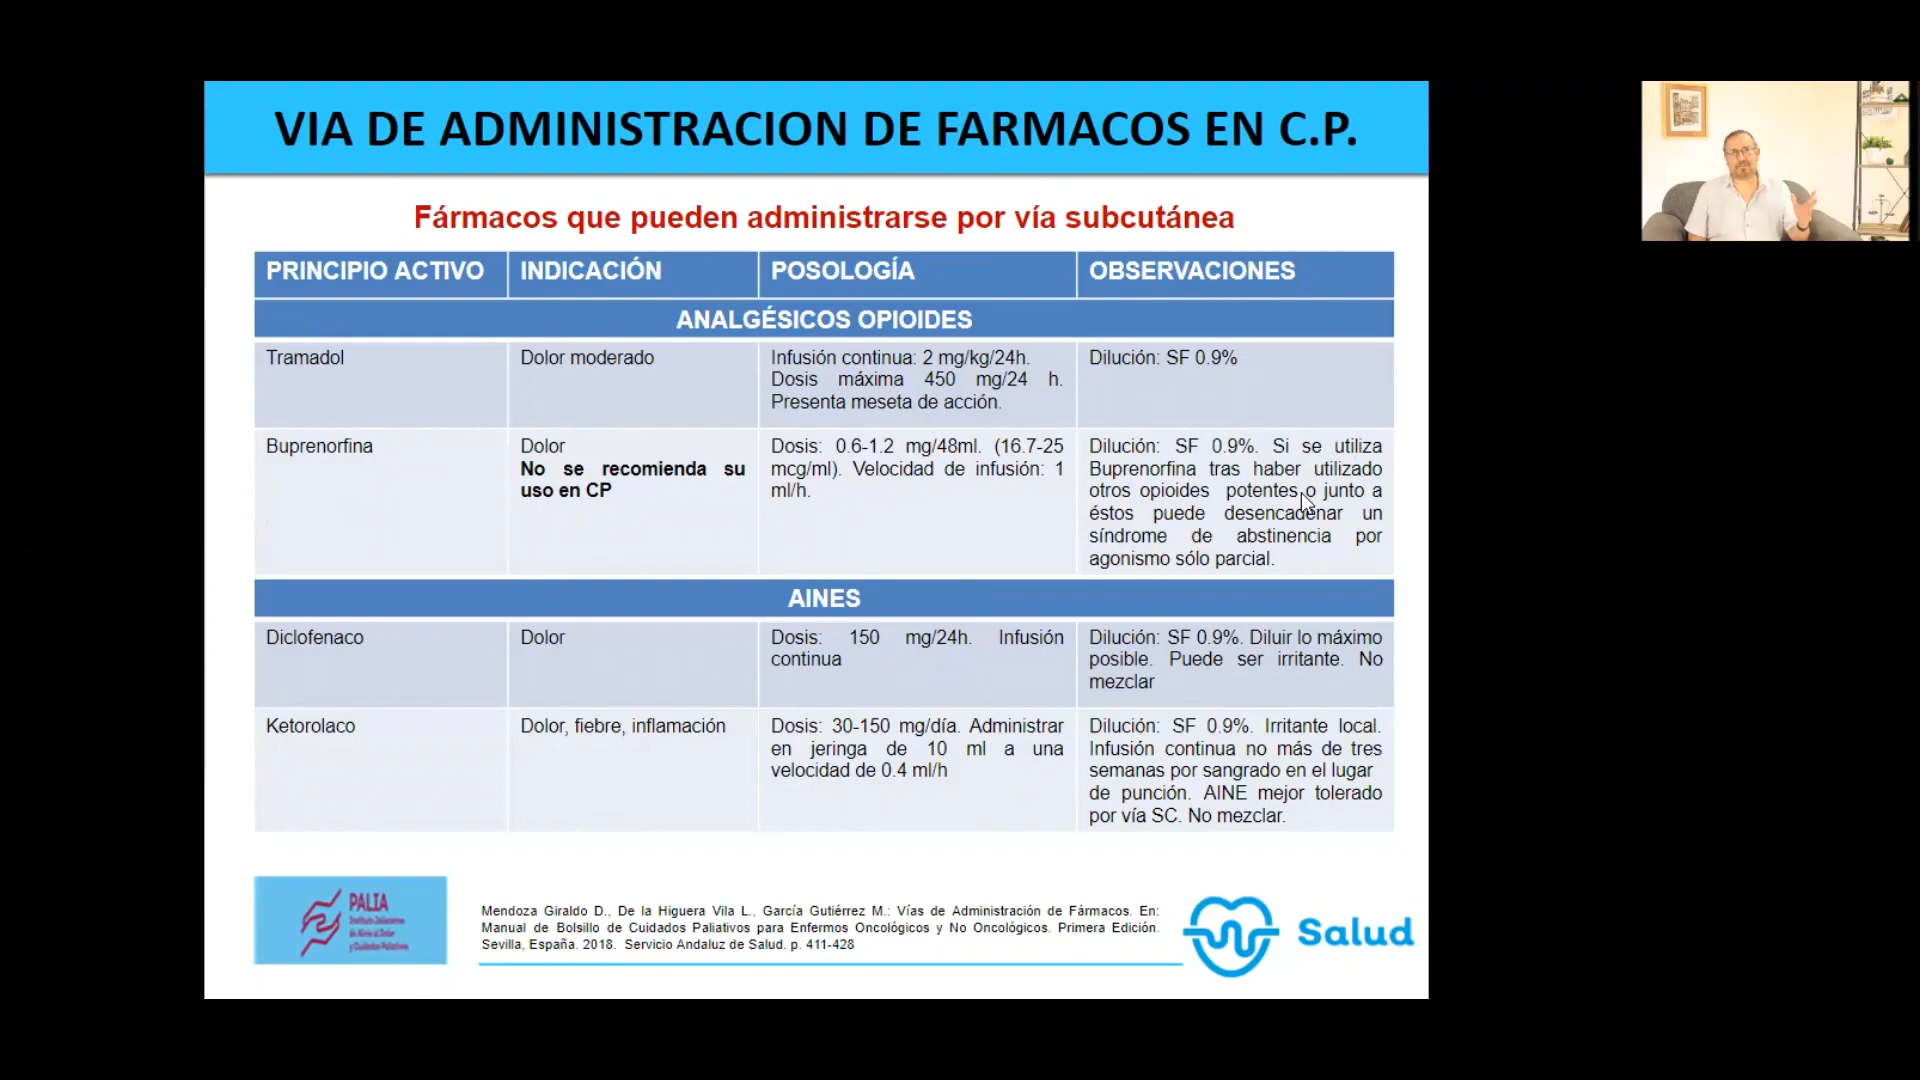 VIA DE ADMINISTRACION DE FARMACOS EN C.P.
Fármacos que pueden administrarse por vía subcutánea
PRINCIPIO ACTIVO INDICACIÓN POSOLOGÍA OBSERVACIONES
ANALGÉSICOS OPIOIDES
Tramadol
Dolor moderado
Infusión continua: 2 mg/kg/24h.
Dosis máxima 450 mg/24 h.
Presenta meseta de acción.
Dilución: SF 0.9%
Buprenorfina
Dolor
No se recomienda su
uso en CP
Dosis: 0.6-1.2 mg/48ml. (16.7-25
mcg/ml). Velocidad de infusión: 1
ml/h.
Dilución: SF 0.9%. Si se utiliza
Buprenorfina tras haber utilizado
otros opioides potentes o junto a
éstos puede desencadenar un
síndrome de abstinencia por
agonismo sólo parcial.
AINES
Diclofenaco
Dolor
Dosis: 150 mg/24h. Infusión
continua
Dilución: SF 0.9%. Diluir lo máximo
posible. Puede ser irritante. No
mezclar
Ketorolaco
Dolor, fiebre, inflamación
Dosis: 30-150 mg/día. Administrar
en jeringa de 10 ml a una
velocidad de 0.4 ml/h
Dilución: SF 0.9%. Irritante local.
Infusión continua no más de tres
semanas por sangrado en el lugar
de punción. AINE mejor tolerado
por vía SC. No mezclar.
PALIA
Instituto Jalisciense
de Alivio al Dolor
y Cuidados Paliativos
Mendoza Giraldo D., De la Higuera Vila L., García Gutiérrez M.: Vías de Administración de Fármacos. En:
Manual de Bolsillo de Cuidados Paliativos para Enfermos Oncológicos y No Oncológicos. Primera Edición.
Sevilla, España. 2018. Servicio Andaluz de Salud. p. 411-428
Salud